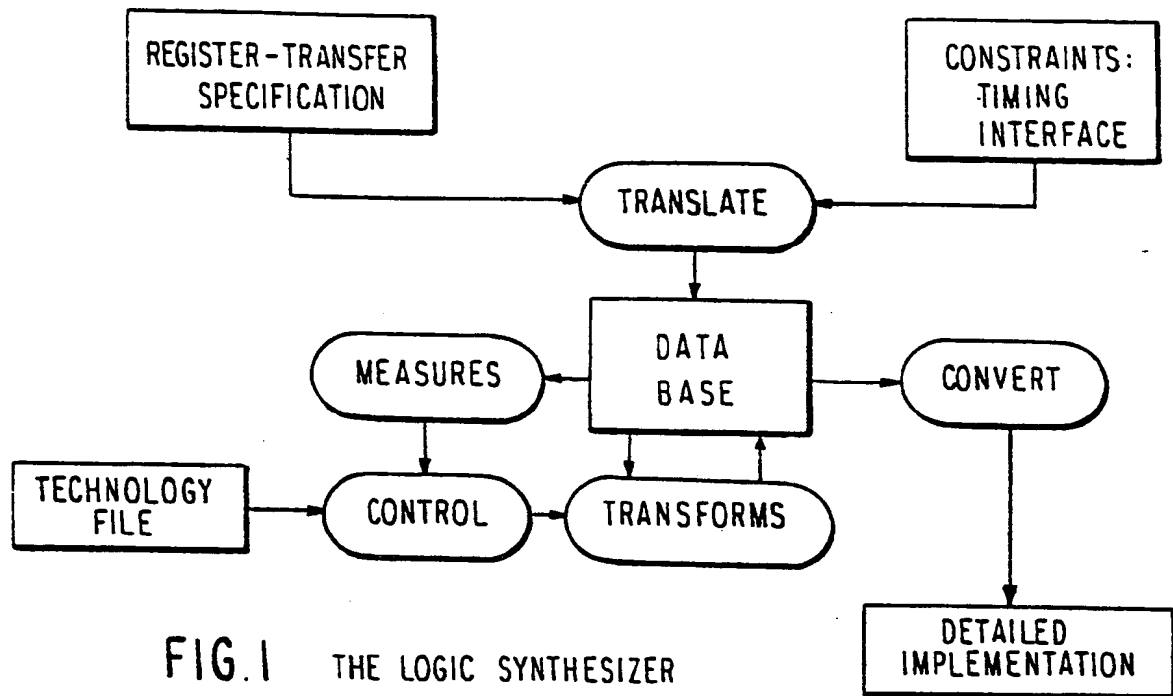 REGISTER-TRANSFER
SPECIFICATION
CONSTRAINTS:
TIMING
INTERFACE
TRANSLATE
DATA
BASE
MEASURES
CONVERT
TECHNOLOGY
FILE
CONTROL
TRANSFORMS
DETAILED
IMPLEMENTATION
FIG.1 THE LOGIC SYNTHESIZER